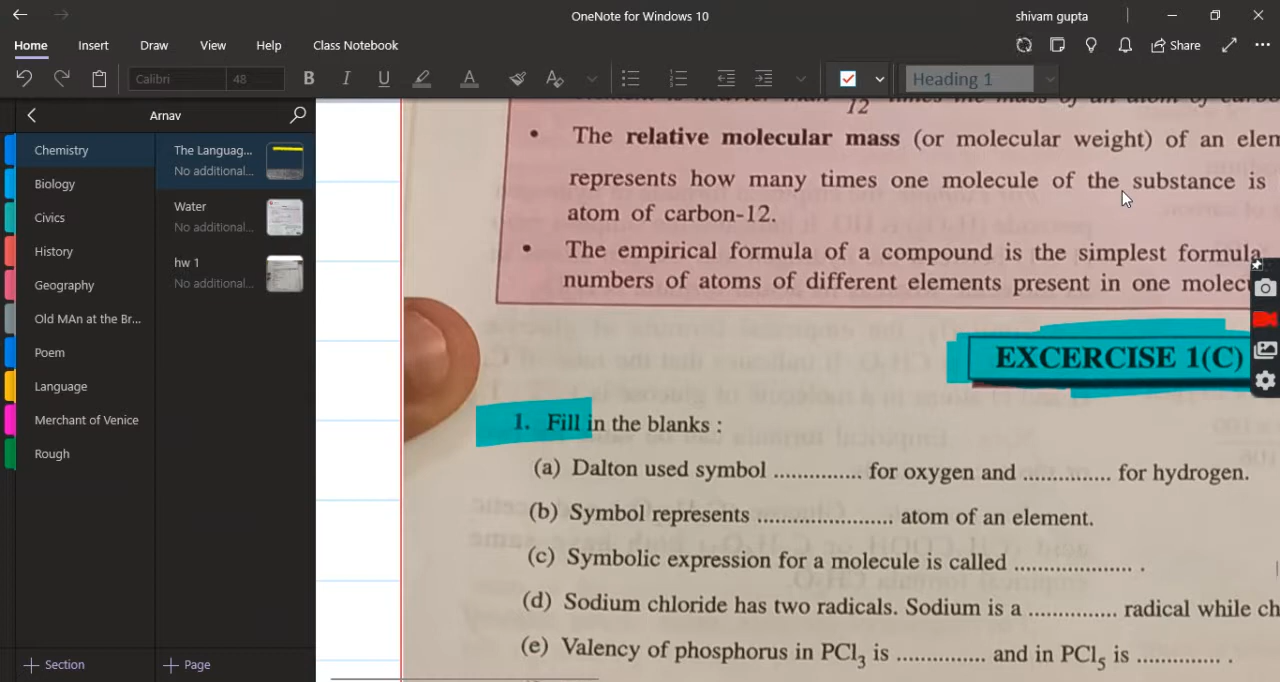 OneNote for Windows 10
shivam gupta
Home Insert Draw View Help Class Notebook
Share
Calibri 48 B I U A Heading 1
Arnav
Chemistry
Biology
Civics
History
Geography
Old MAn at the Br...
Poem
Language
Merchant of Venice
Rough
Section
The Languag...
No additional...
Water
No additional...
hw 1
No additional...
Page
12 times the mass of an atom of
• The relative molecular mass (or molecular weight) of an elem
represents how many times one molecule of the substance is
atom of carbon-12.
• The empirical formula of a compound is the simplest formula
numbers of atoms of different elements present in one molec
EXCERCISE 1(C)
1. Fill in the blanks :
(a) Dalton used symbol ............... for oxygen and ............... for hydrogen.
(b) Symbol represents ....................... atom of an element.
(c) Symbolic expression for a molecule is called .................... .
(d) Sodium chloride has two radicals. Sodium is a ............... radical while ch
(e) Valency of phosphorus in PCl3 is ............... and in PCl5 is .............. .